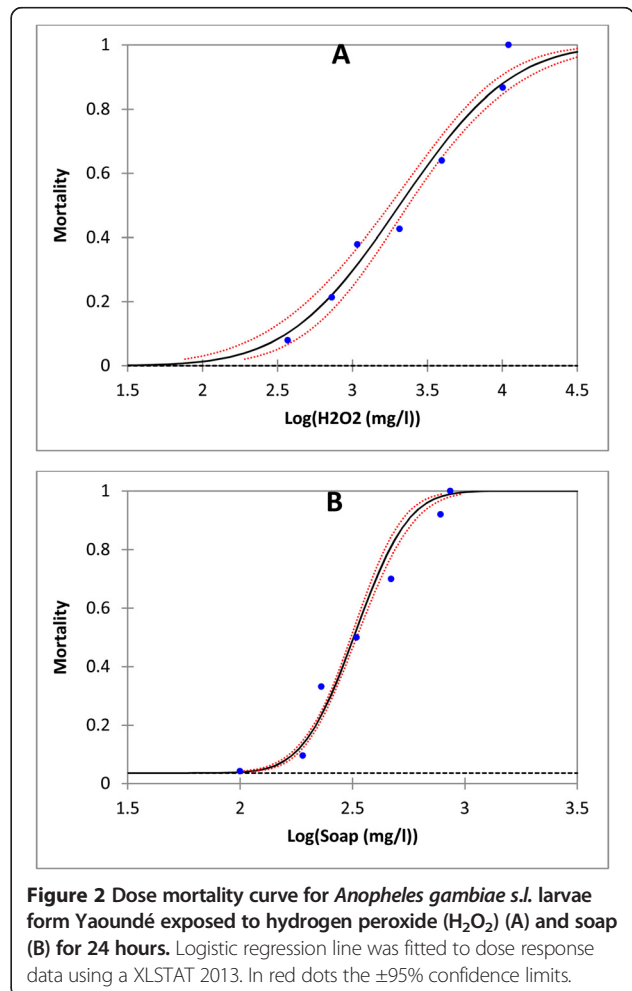 A
1
0.8
0.6
0.4
0.2
0
Mortality
1.5 2 2.5 3 3.5 4 4.5
Log(H2O2 (mg/l))
B
1
0.8
0.6
0.4
0.2
0
Mortality
1.5 2 2.5 3 3.5
Log(Soap (mg/l))
Figure 2 Dose mortality curve for Anopheles gambiae s.l. larvae
form Yaoundé exposed to hydrogen peroxide (H₂O₂) (A) and soap
(B) for 24 hours. Logistic regression line was fitted to dose response
data using a XLSTAT 2013. In red dots the ±95% confidence limits.